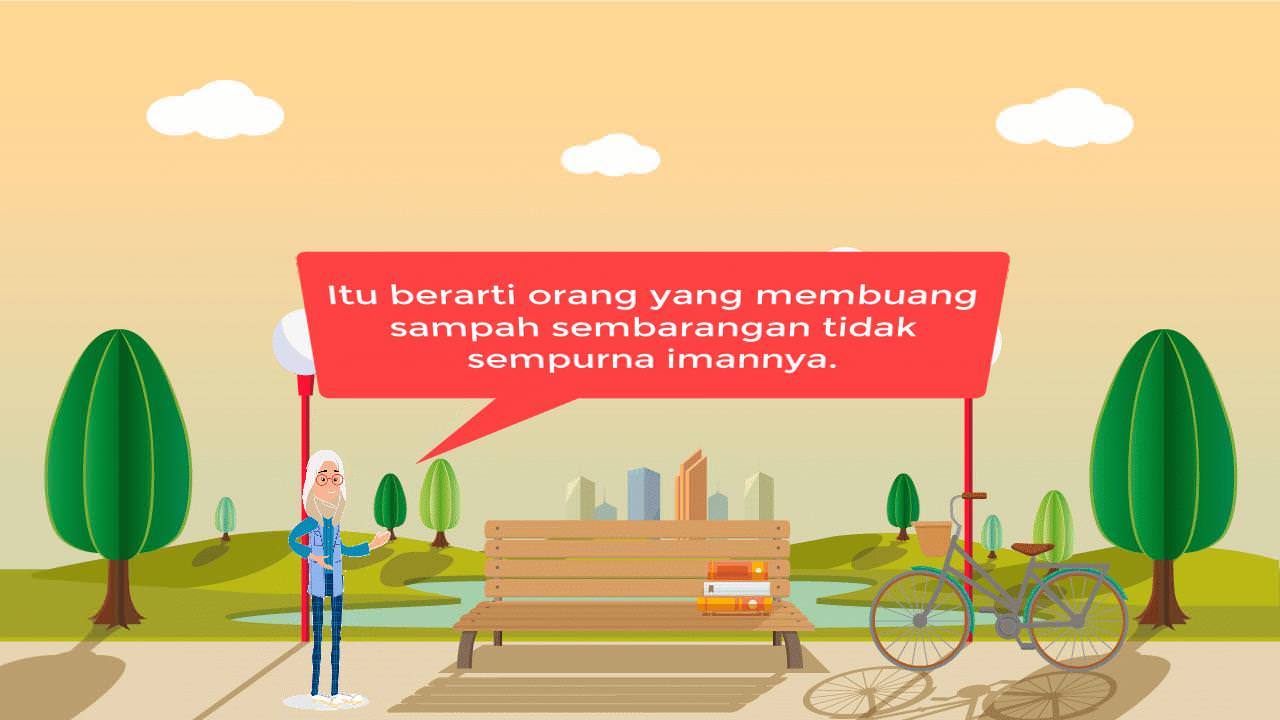 Itu berarti orang yang membuang
sampah sembarangan tidak
sempurna imannya.